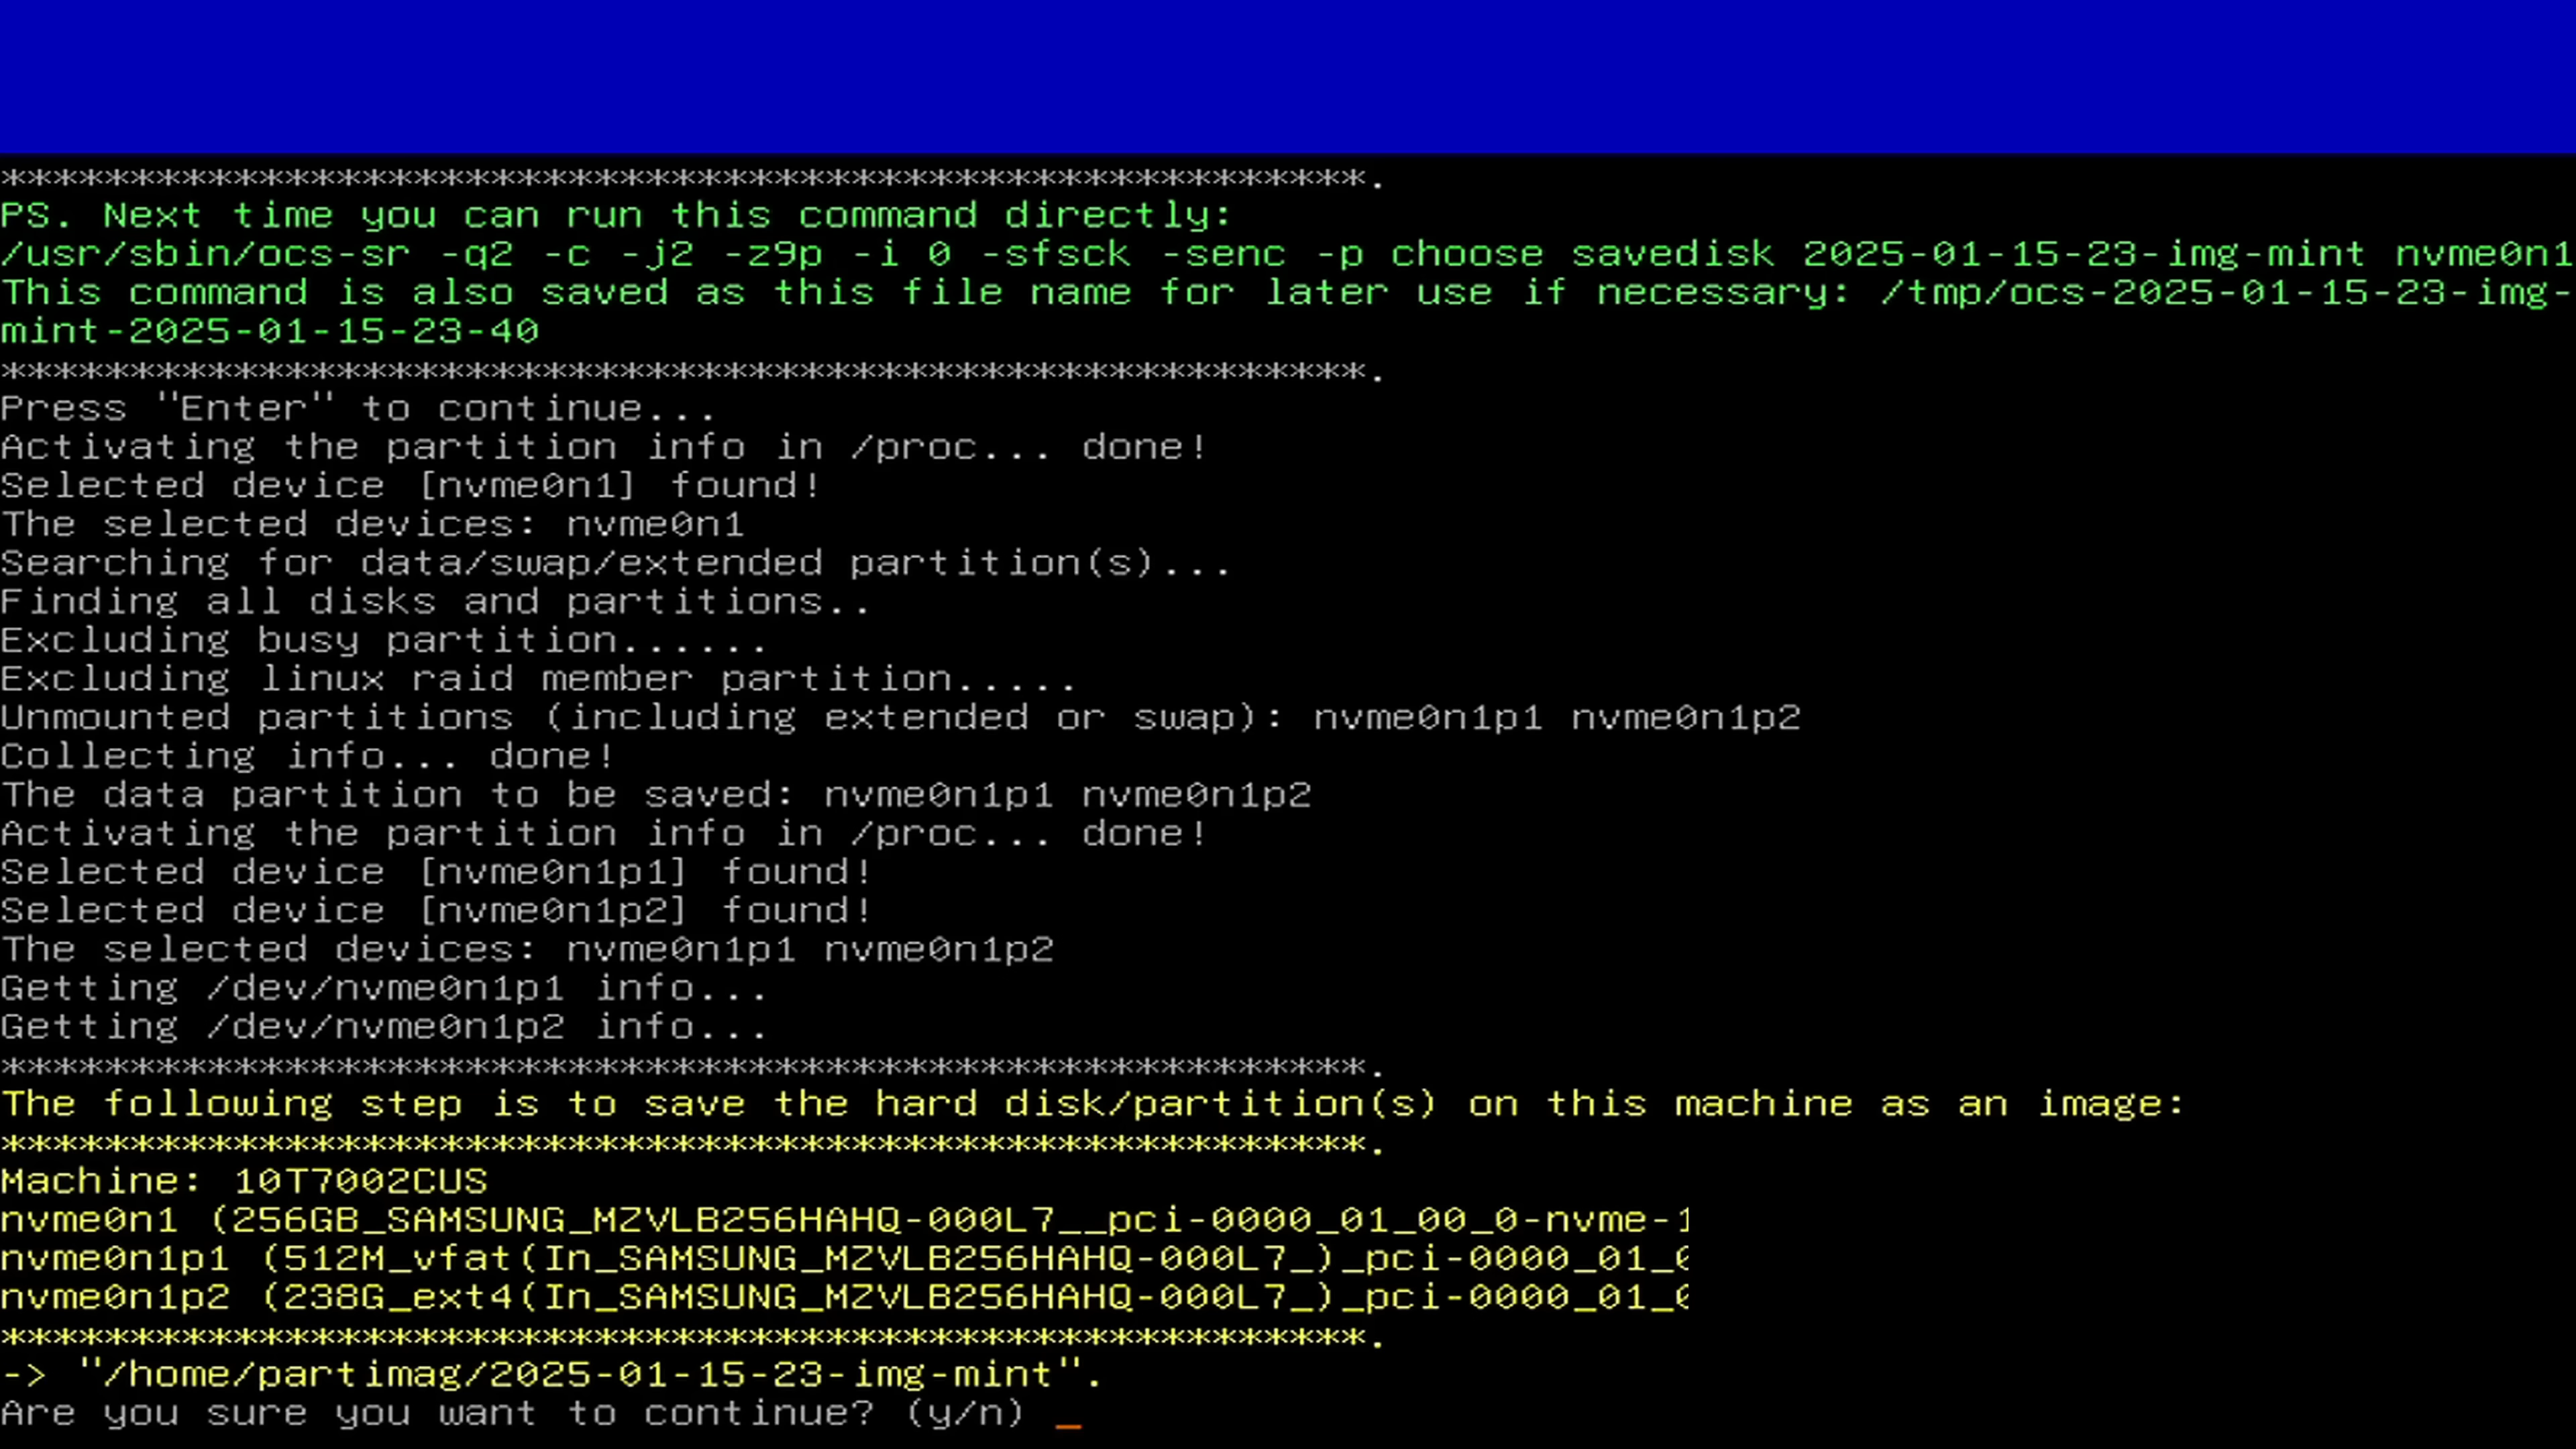 *****************************************************.
PS. Next time you can run this command directly:
/usr/sbin/ocs-sr -q2 -c -j2 -z9p -i 0 -sfsck -senc -p choose savedisk 2025-01-15-23-img-mint nvme0n1
This command is also saved as this file name for later use if necessary: /tmp/ocs-2025-01-15-23-img-
mint-2025-01-15-23-40
*****************************************************.
Press "Enter" to continue...
Activating the partition info in /proc... done!
Selected device [nvme0n1] found!
The selected devices: nvme0n1
Searching for data/swap/extended partition(s)...
Finding all disks and partitions..
Excluding busy partition......
Excluding linux raid member partition.....
Unmounted partitions (including extended or swap): nvme0n1p1 nvme0n1p2
Collecting info... done!
The data partition to be saved: nvme0n1p1 nvme0n1p2
Activating the partition info in /proc... done!
Selected device [nvme0n1p1] found!
Selected device [nvme0n1p2] found!
The selected devices: nvme0n1p1 nvme0n1p2
Getting /dev/nvme0n1p1 info...
Getting /dev/nvme0n1p2 info...
*****************************************************.
The following step is to save the hard disk/partition(s) on this machine as an image:
*****************************************************.
Machine: 10T7002CUS
nvme0n1 (256GB_SAMSUNG_MZVLB256HAHQ-000L7__pci-0000_01_00_0-nvme-1
nvme0n1p1 (512M_vfat(In_SAMSUNG_MZVLB256HAHQ-000L7_)_pci-0000_01_0
nvme0n1p2 (238G_ext4(In_SAMSUNG_MZVLB256HAHQ-000L7_)_pci-0000_01_0
*****************************************************.
-> "/home/partimag/2025-01-15-23-img-mint".
Are you sure you want to continue? (y/n) _